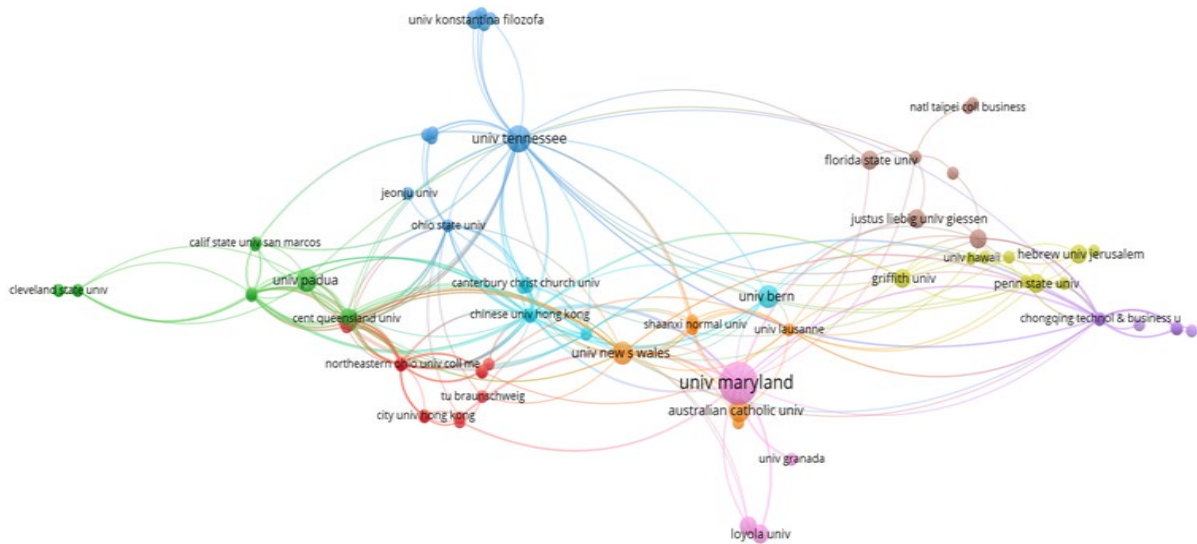 univ konstantina filozofa
natl taipei coll business
univ tennessee
florida state univ
jeonju univ
justus liebig univ giessen
ohio state univ
calif state univ san marcos
univ hawaii
hebrew univ jerusalem
cleveland state univ
univ padua
canterbury christ church univ
griffith univ
penn state univ
univ bern
cent queensland univ
chinese univ hong kong
shaanxi normal univ
univ lausanne
chongqing technol & business u
univ new s wales
northeastern ohio univ coll me
univ maryland
tu braunschweig
city univ hong kong
australian catholic univ
univ granada
loyola univ